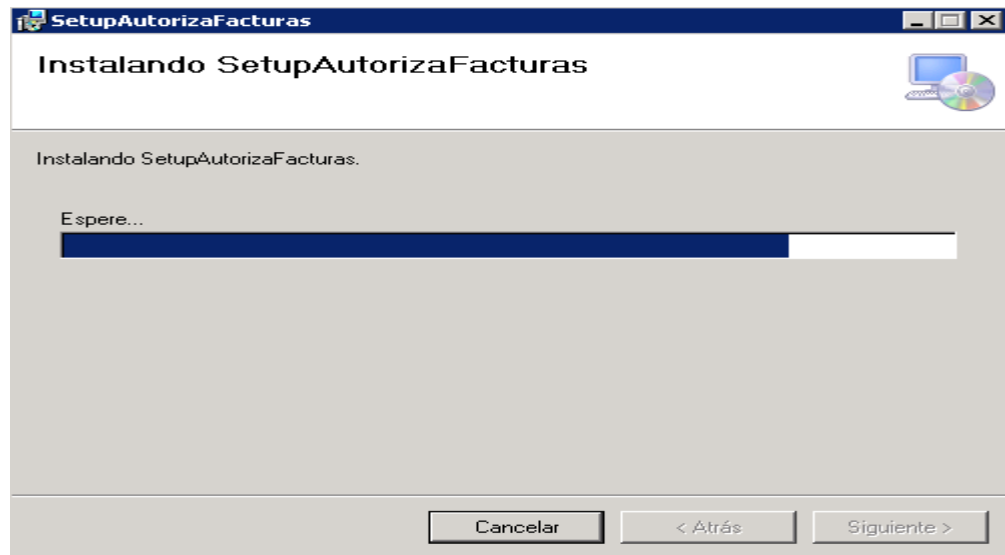 SetupAutorizaFacturas
Instalando SetupAutorizaFacturas
Instalando SetupAutorizaFacturas.
Espere...
Cancelar < Atrás Siguiente >